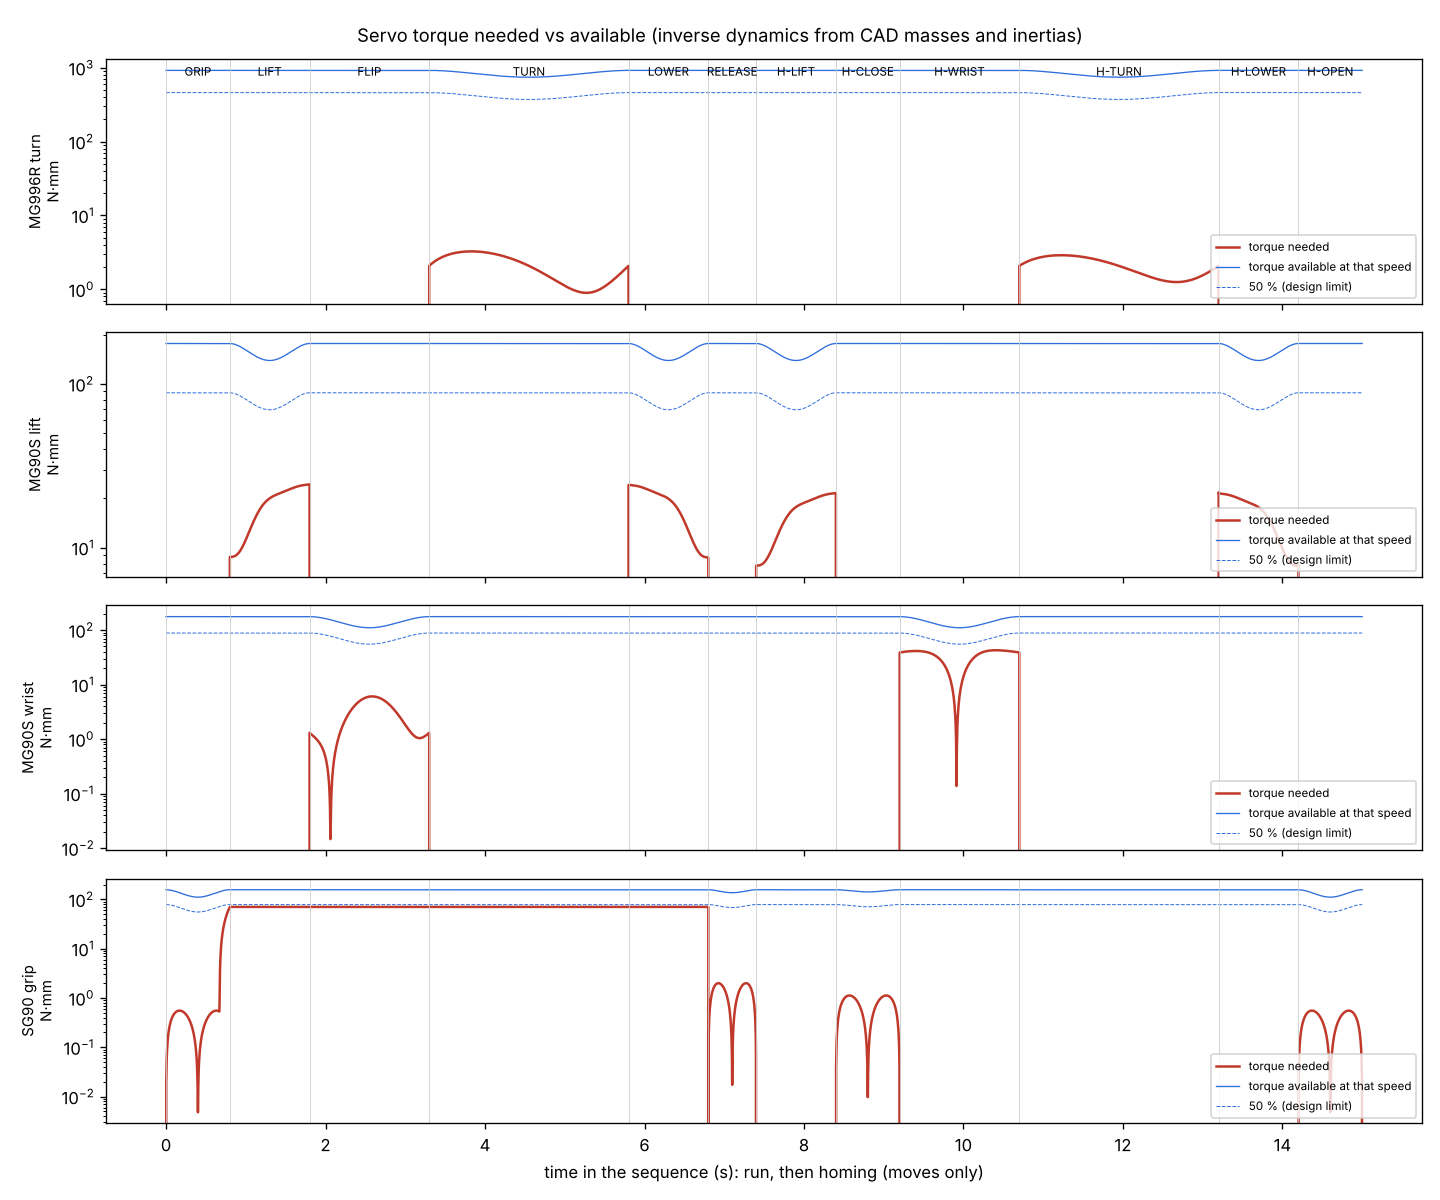 Servo torque needed vs available (inverse dynamics from CAD masses and inertias)
GRIP LIFT FLIP TURN LOWER RELEASE H-LIFT H-CLOSE H-WRIST H-TURN H-LOWER H-OPEN
MG996R turn
N·mm
10³
10²
10¹
10⁰
torque needed
torque available at that speed
50 % (design limit)
MG90S lift
N·mm
10²
10¹
torque needed
torque available at that speed
50 % (design limit)
MG90S wrist
N·mm
10²
10¹
10⁰
10⁻¹
10⁻²
torque needed
torque available at that speed
50 % (design limit)
SG90 grip
N·mm
10²
10¹
10⁰
10⁻¹
10⁻²
torque needed
torque available at that speed
50 % (design limit)
0 2 4 6 8 10 12 14
time in the sequence (s): run, then homing (moves only)